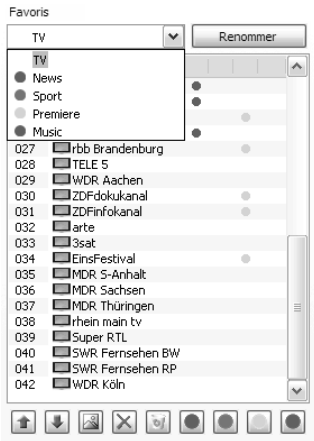 Favoris
TV
Renommer
TV
News
Sport
Premiere
Music
027 rbb Brandenburg
028 TELE 5
029 WDR Aachen
030 ZDFdokukanal
031 ZDFinfokanal
032 arte
033 3sat
034 EinsFestival
035 MDR S-Anhalt
036 MDR Sachsen
037 MDR Thüringen
038 rhein main tv
039 Super RTL
040 SWR Fernsehen BW
041 SWR Fernsehen RP
042 WDR Köln